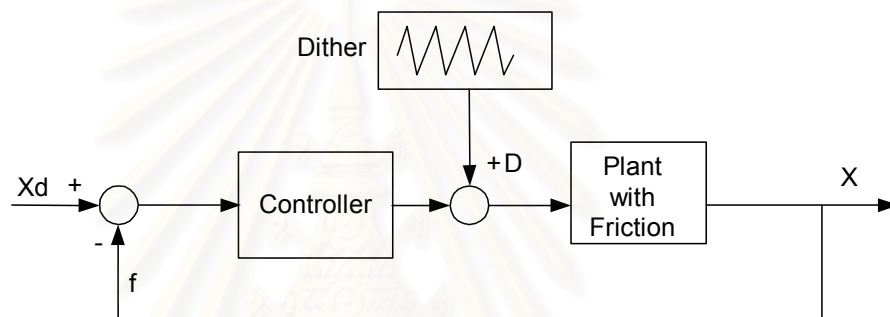 Dither
+D
Xd
+
-
f
Controller
Plant
with
Friction
X